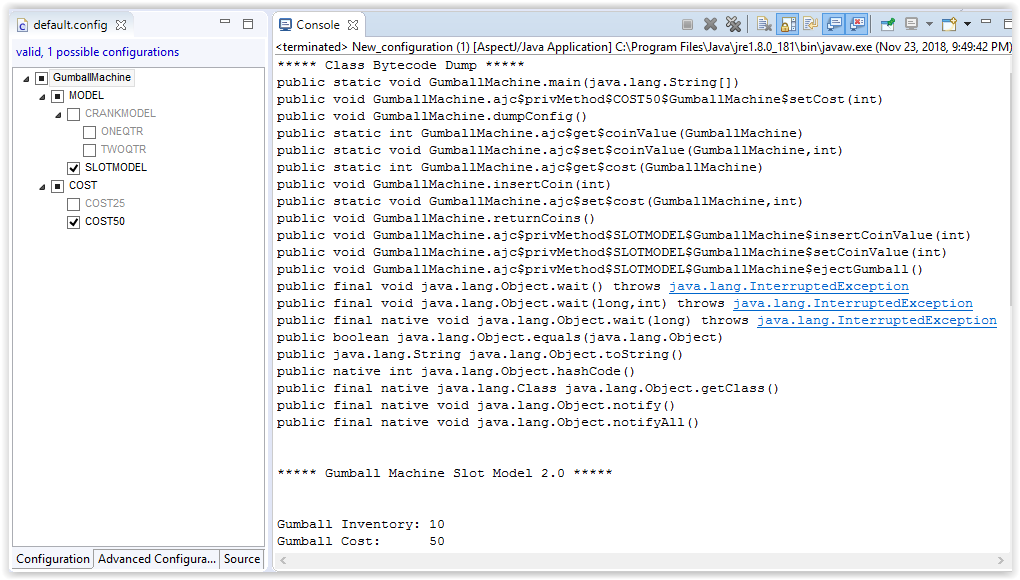 default.config
valid, 1 possible configurations
GumballMachine
MODEL
CRANKMODEL
ONEQTR
TWOQTR
SLOTMODEL
COST
COST25
COST50
Configuration Advanced Configura... Source
Console
<terminated> New_configuration (1) [AspectJ/Java Application] C:\Program Files\Java\jre1.8.0_181\bin\javaw.exe (Nov 23, 2018, 9:49:42 PM)
***** Class Bytecode Dump *****
public static void GumballMachine.main(java.lang.String[])
public void GumballMachine.ajc$privMethod$COST50$GumballMachine$setCost(int)
public void GumballMachine.dumpConfig()
public static int GumballMachine.ajc$get$coinValue(GumballMachine)
public static void GumballMachine.ajc$set$coinValue(GumballMachine,int)
public static int GumballMachine.ajc$get$cost(GumballMachine)
public void GumballMachine.insertCoin(int)
public static void GumballMachine.ajc$set$cost(GumballMachine,int)
public void GumballMachine.returnCoins()
public void GumballMachine.ajc$privMethod$SLOTMODEL$GumballMachine$insertCoinValue(int)
public void GumballMachine.ajc$privMethod$SLOTMODEL$GumballMachine$setCoinValue(int)
public void GumballMachine.ajc$privMethod$SLOTMODEL$GumballMachine$ejectGumball()
public final void java.lang.Object.wait() throws java.lang.InterruptedException
public final void java.lang.Object.wait(long,int) throws java.lang.InterruptedException
public final native void java.lang.Object.wait(long) throws java.lang.InterruptedException
public boolean java.lang.Object.equals(java.lang.Object)
public java.lang.String java.lang.Object.toString()
public native int java.lang.Object.hashCode()
public final native java.lang.Class java.lang.Object.getClass()
public final native void java.lang.Object.notify()
public final native void java.lang.Object.notifyAll()
***** Gumball Machine Slot Model 2.0 *****
Gumball Inventory: 10
Gumball Cost: 50